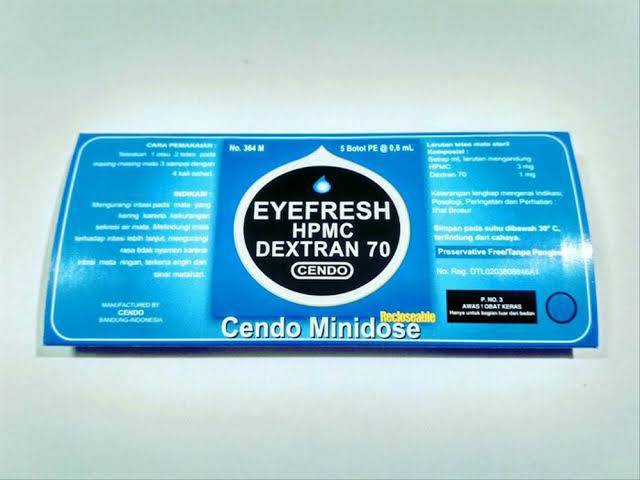 CARA PEMAKAIAN :
Teteskan 1 atau 2 tetes pada
masing-masing mata 3 sampai dengan
4 kali sehari.
INDIKASI :
Mengurangi iritasi pada mata yang
kering karena kekurangan
sekresi air mata. Melindungi mata
terhadap iritasi lebih lanjut, mengurangi
rasa tidak nyaman karena
iritasi mata ringan, terkena angin dan
sinar matahari.
MANUFACTURED BY
CENDO
BANDUNG-INDONESIA
No. 364 M
5 Botol PE @ 0,6 mL
EYEFRESH
HPMC
DEXTRAN 70
CENDO
Recloseable
Cendo Minidose
Larutan tetes mata steril
Komposisi :
Setiap mL larutan mengandung
HPMC 3 mg
Dextran 70 1 mg
Keterangan lengkap mengenai Indikasi,
Posologi, Peringatan dan Perhatian :
lihat Brosur
Simpan pada suhu dibawah 30° C,
terlindung dari cahaya.
Preservative Free/Tanpa
No. Reg.
P. NO. 3
AWAS ! OBAT KERAS
Hanya untuk bagian luar dari badan